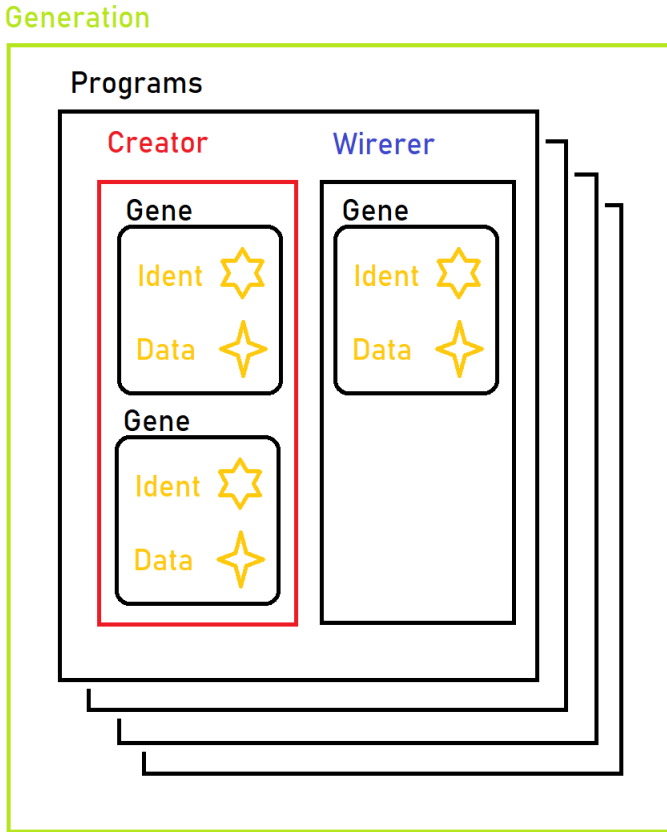 Generation
Programs
Creator Wirerer
Gene Gene
Ident Ident
Data Data
Gene
Ident
Data